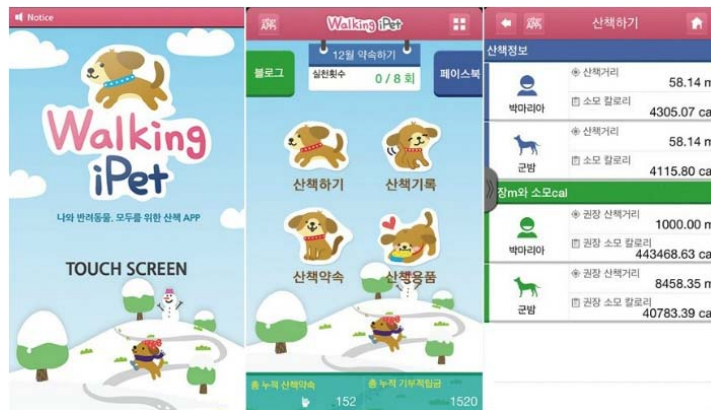 Notice
Walking
iPet
나와 반려동물, 모두를 위한 산책 APP
TOUCH SCREEN
Walking iPet
12월 약속하기
블로그
실천횟수
0 / 8 회
페이스북
산책하기
산책기록
산책약속
산책용품
총 누적 산책약속
총 누적 기부적립금
152
1520
산책하기
산책정보
박마리아
산책거리
58.14 m
소모 칼로리
4305.07 ca
군밤
산책거리
58.14 m
소모 칼로리
4115.80 ca
장m와 소모cal
박마리아
권장 산책거리
1000.00 m
권장 소모 칼로리
443468.63 ca
군밤
권장 산책거리
8458.35 m
권장 소모 칼로리
40783.39 ca